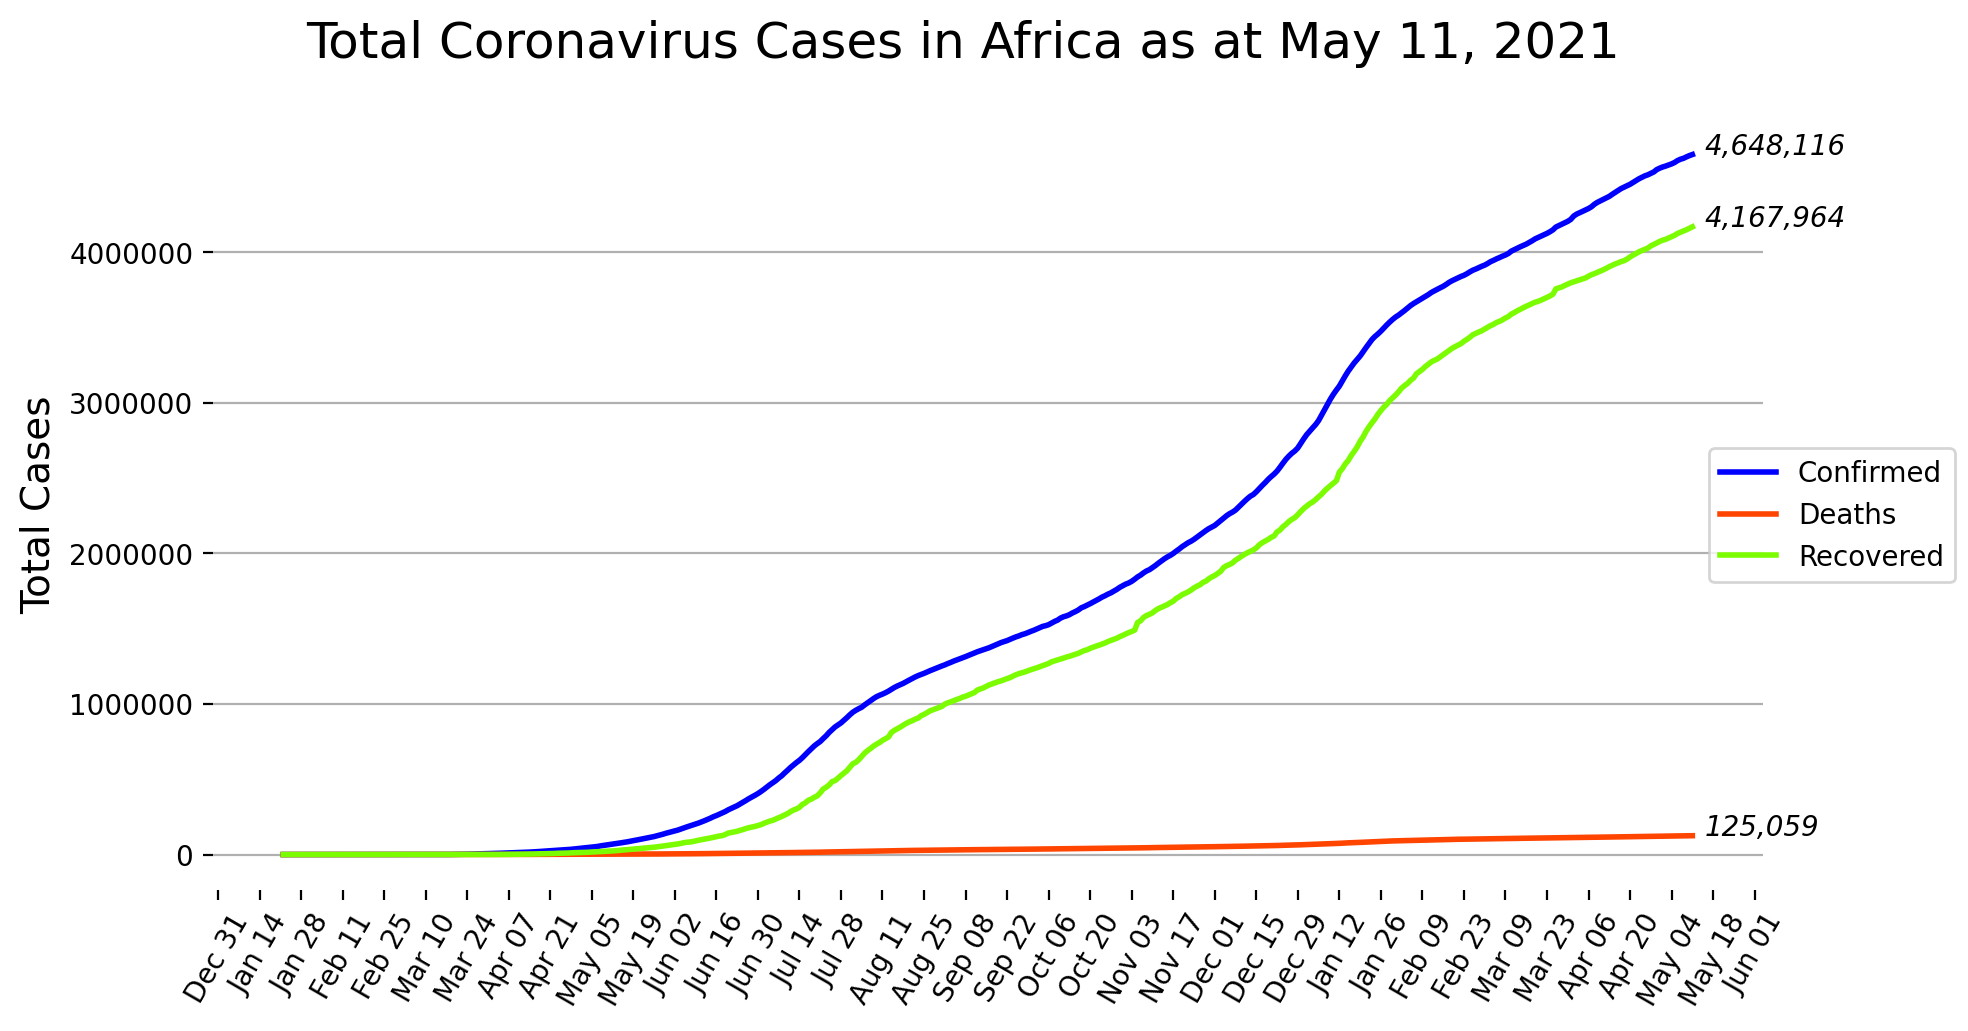 Total Coronavirus Cases in Africa as at May 11, 2021
4,648,116
4,167,964
4000000
3000000
2000000
1000000
0
Total Cases
Confirmed
Deaths
Recovered
125,059
Dec 31
Jan 14
Jan 28
Feb 11
Feb 25
Mar 10
Mar 24
Apr 07
Apr 21
May 05
May 19
Jun 02
Jun 16
Jun 30
Jul 14
Jul 28
Aug 11
Aug 25
Sep 08
Sep 22
Oct 06
Oct 20
Nov 03
Nov 17
Dec 01
Dec 15
Dec 29
Jan 12
Jan 26
Feb 09
Feb 23
Mar 09
Mar 23
Apr 06
Apr 20
May 04
May 18
Jun 01